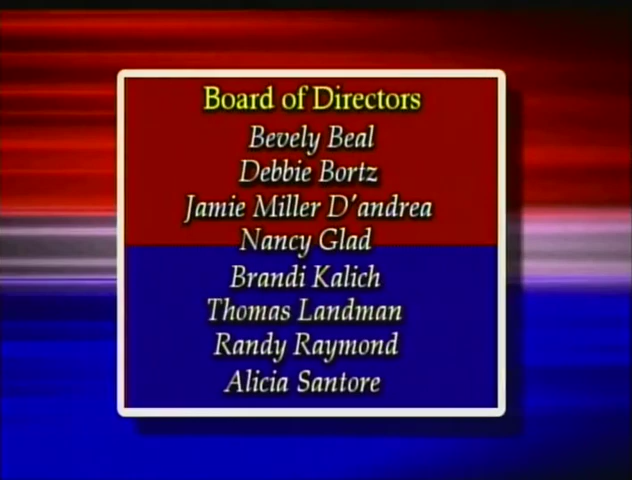 Board of Directors
Bevely Beal
Debbie Bortz
Jamie Miller D'andrea
Nancy Glad
Brandi Kalich
Thomas Landman
Randy Raymond
Alicia Santore